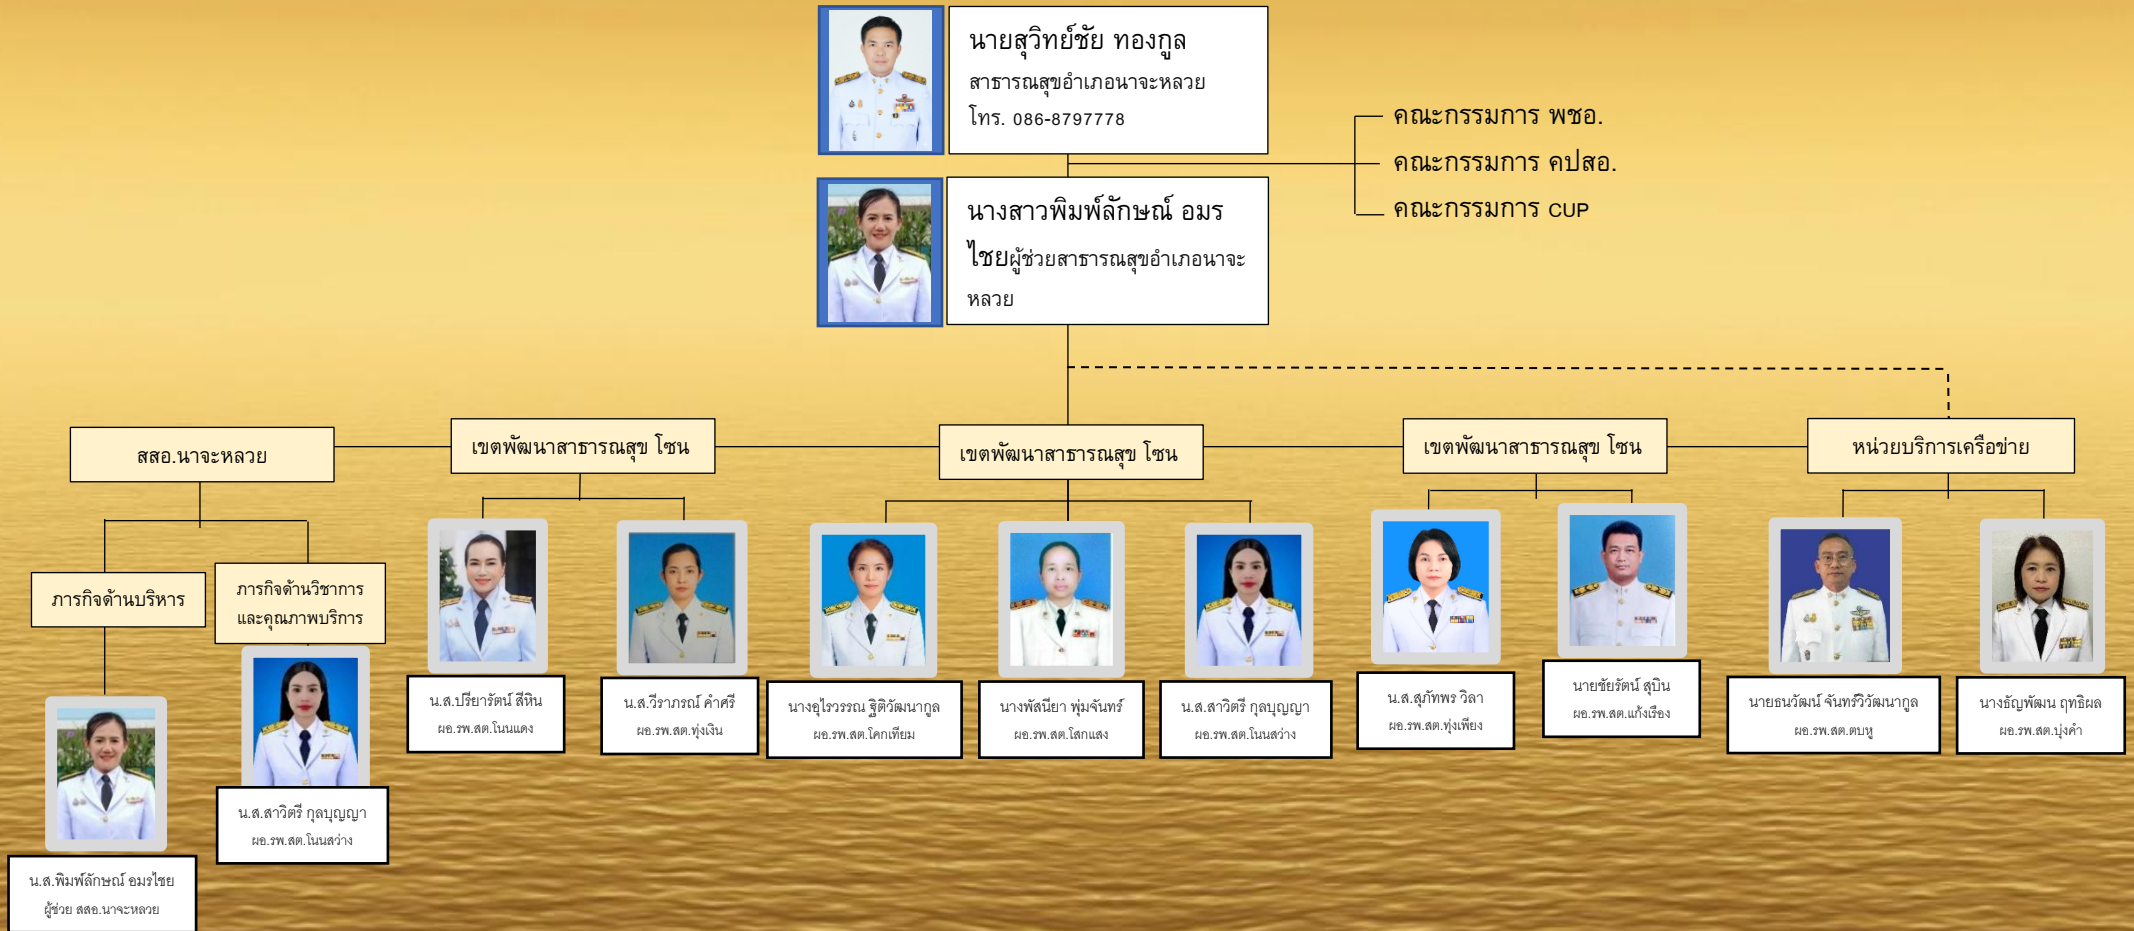 นายสุวิทย์ชัย ทองกูล
สาธารณสุขอำเภอนาจะหลวย
โทร. 086-8797778
คณะกรรมการ พชอ.
คณะกรรมการ คปสอ.
คณะกรรมการ CUP
นางสาวพิมพ์ลักษณ์ อมร
ไชยผู้ช่วยสาธารณสุขอำเภอนาจะ
หลวย
สสอ.นาจะหลวย
เขตพัฒนาสาธารณสุข โซน
เขตพัฒนาสาธารณสุข โซน
เขตพัฒนาสาธารณสุข โซน
หน่วยบริการเครือข่าย
ภารกิจด้านบริหาร
ภารกิจด้านวิชาการ
และคุณภาพบริการ
น.ส.พิมพ์ลักษณ์ อมรไชย
ผู้ช่วย สสอ.นาจะหลวย
น.ส.สาวิตรี กุลบุญญา
ผอ.รพ.สต.โนนสว่าง
น.ส.ปรียารัตน์ สีหิน
ผอ.รพ.สต.โนนแดง
น.ส.วีราภรณ์ คำศรี
ผอ.รพ.สต.ทุ่งเงิน
นางอุไรวรรณ ฐิติวัฒนากูล
ผอ.รพ.สต.โคกเทียม
นางพัสนียา พุ่มจันทร์
ผอ.รพ.สต.โสกแสง
น.ส.สาวิตรี กุลบุญญา
ผอ.รพ.สต.โนนสว่าง
น.ส.สุภัทพร วิลา
ผอ.รพ.สต.ทุ่งเพียง
นายชัยรัตน์ สุบิน
ผอ.รพ.สต.แก้งเรือง
นายธนวัฒน์ จันทร์วิวัฒนากูล
ผอ.รพ.สต.ตบหู
นางธัญพัฒน ฤทธิผล
ผอ.รพ.สต.บุ่งคำ